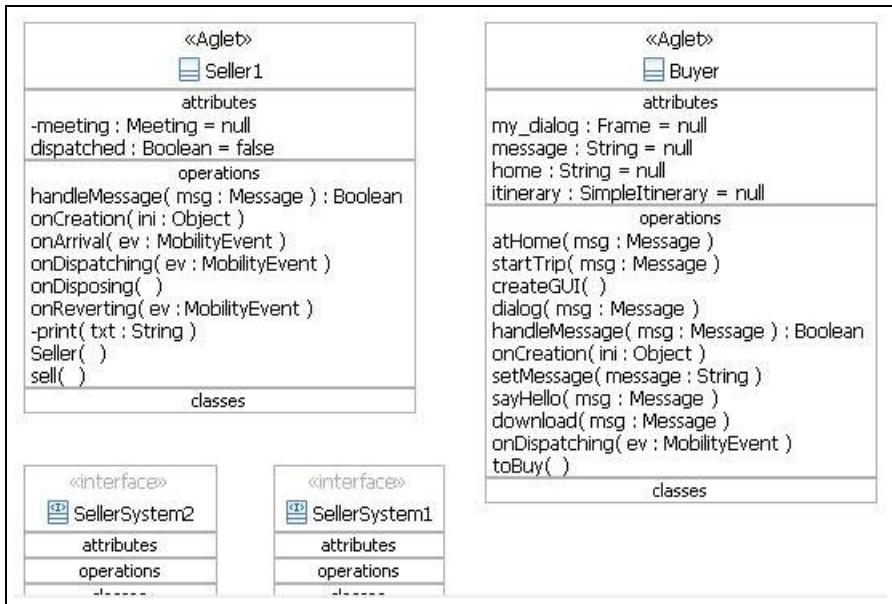 «Aglet»
Seller1
attributes
-meeting : Meeting = null
dispatched : Boolean = false
operations
handleMessage( msg : Message ) : Boolean
onCreation( ini : Object )
onArrival( ev : MobilityEvent )
onDispatching( ev : MobilityEvent )
onDisposing(  )
onReverting( ev : MobilityEvent )
-print( txt : String )
Seller(  )
sell(  )
classes
«Aglet»
Buyer
attributes
my_dialog : Frame = null
message : String = null
home : String = null
itinerary : SimpleItinerary = null
operations
atHome( msg : Message )
startTrip( msg : Message )
createGUI(  )
dialog( msg : Message )
handleMessage( msg : Message ) : Boolean
onCreation( ini : Object )
setMessage( message : String )
sayHello( msg : Message )
download( msg : Message )
onDispatching( ev : MobilityEvent )
toBuy(  )
classes
«interface»
SellerSystem2
attributes
operations
«interface»
SellerSystem1
attributes
operations